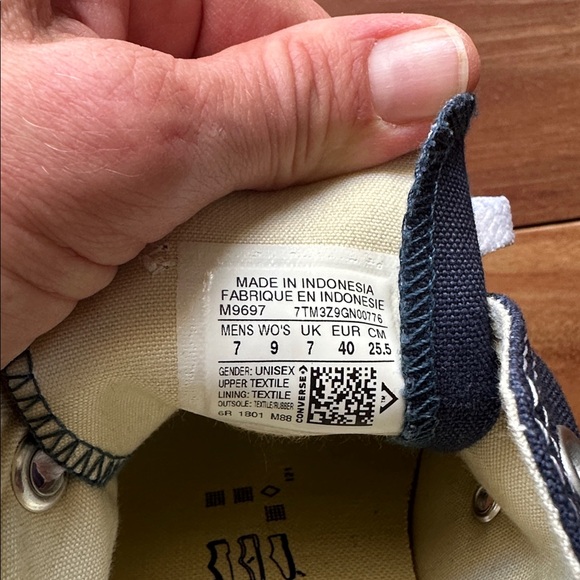 MADE IN INDONESIA
FABRIQUE EN INDONESIE
M9697 7TM3Z9GN00776
MENS WO'S UK EUR CM
7 9 7 40 25.5
GENDER: UNISEX
UPPER TEXTILE
LINING: TEXTILE
OUTSOLE: TEXTILE/RUBBER
6R 1801 M88
CONVERSE
TM